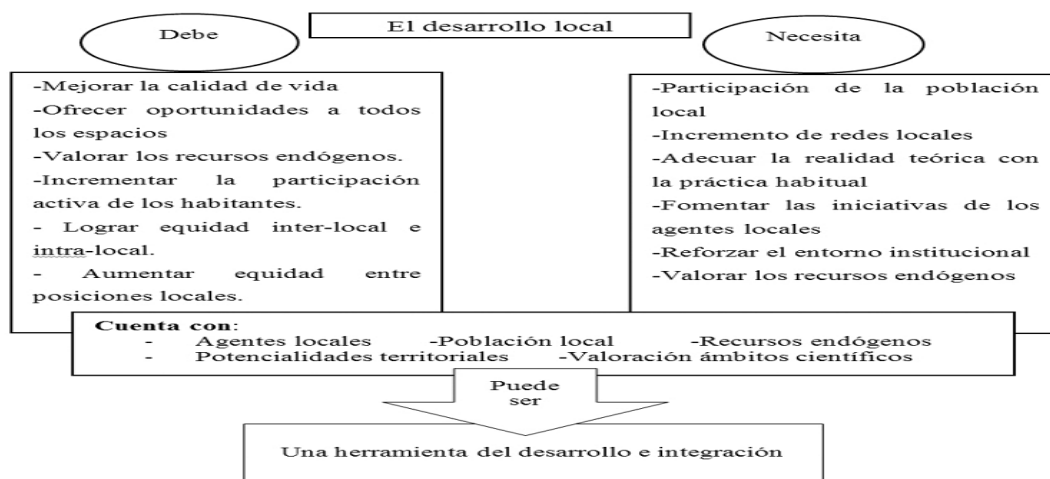 El desarrollo local
Debe
-Mejorar la calidad de vida
-Ofrecer oportunidades a todos
los espacios
-Valorar los recursos endógenos.
-Incrementar la participación
activa de los habitantes.
- Lograr equidad inter-local e
intra-local.
- Aumentar equidad entre
posiciones locales.
Necesita
-Participación de la población
local
-Incremento de redes locales
-Adecuar la realidad teórica con
la práctica habitual
-Fomentar las iniciativas de los
agentes locales
-Reforzar el entorno institucional
-Valorar los recursos endógenos
Cuenta con:
- Agentes locales -Población local -Recursos endógenos
- Potencialidades territoriales -Valoración ámbitos científicos
Puede
ser
Una herramienta del desarrollo e integración